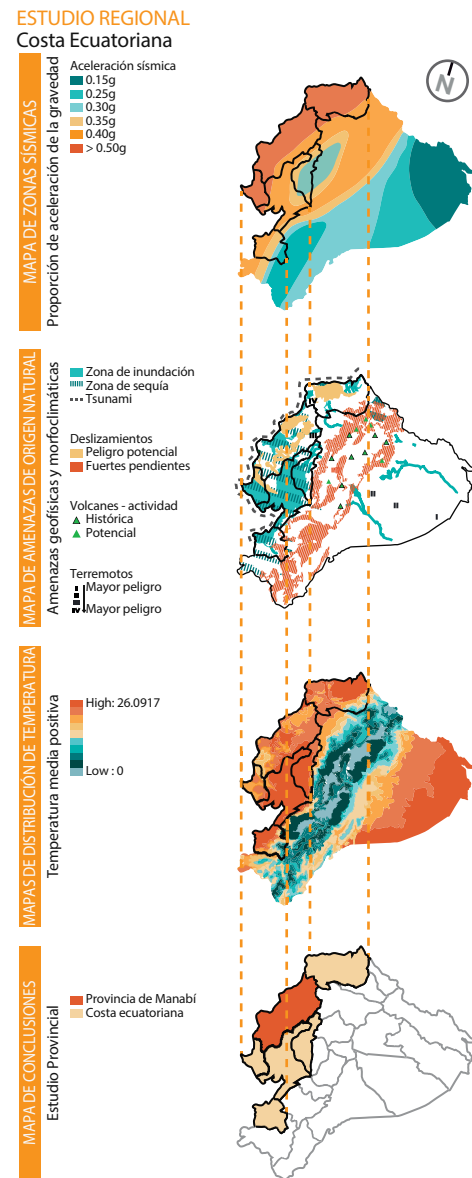 ESTUDIO REGIONAL
Costa Ecuatoriana
MAPA DE ZONAS SÍSMICAS
Proporción de aceleración de la gravedad
Aceleración sísmica
0.15g
0.25g
0.30g
0.35g
0.40g
> 0.50g
N
MAPA DE AMENAZAS DE ORIGEN NATURAL
Amenazas geofísicas y morfoclimáticas
Zona de inundación
Zona de sequía
Tsunami
Deslizamientos
Peligro potencial
Fuertes pendientes
Volcanes - actividad
Histórica
Potencial
Terremotos
Mayor peligro
Mayor peligro
MAPAS DE DISTRIBUCIÓN DE TEMPERATURA
Temperatura media positiva
High: 26.0917
Low : 0
MAPA DE CONCLUSIONES
Estudio Provincial
Provincia de Manabí
Costa ecuatoriana